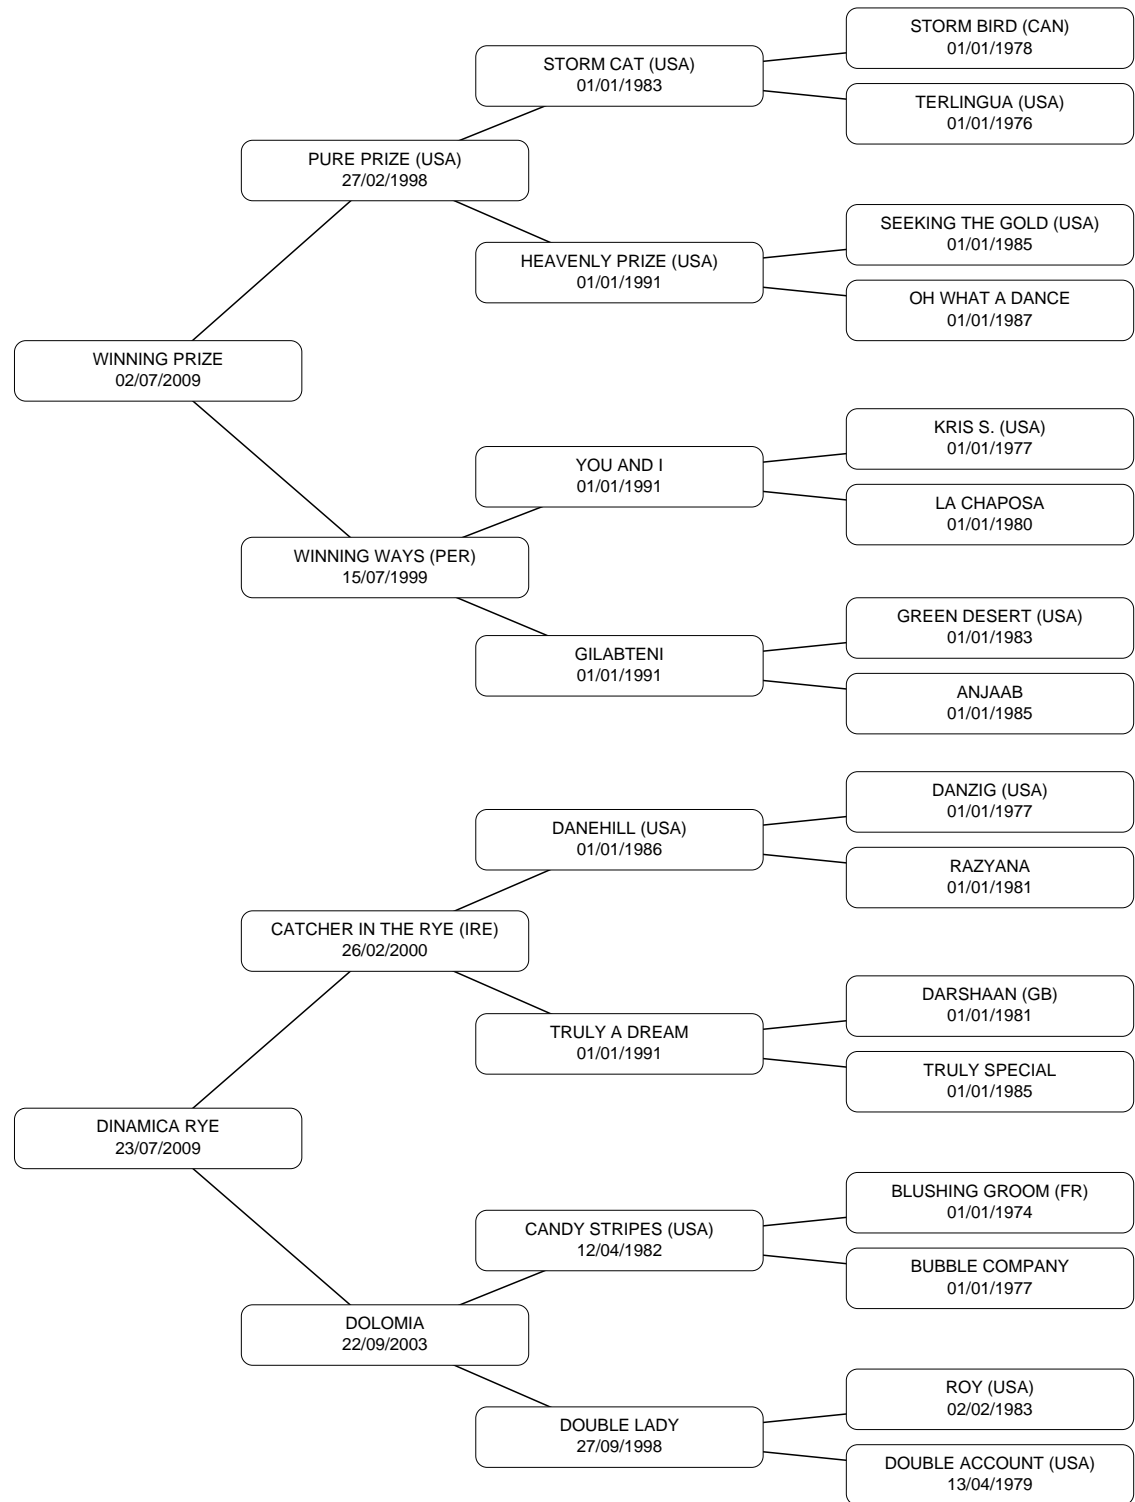 STORM BIRD (CAN)
01/01/1978
STORM CAT (USA)
01/01/1983
TERLINGUA (USA)
01/01/1976
PURE PRIZE (USA)
27/02/1998
SEEKING THE GOLD (USA)
01/01/1985
HEAVENLY PRIZE (USA)
01/01/1991
OH WHAT A DANCE
01/01/1987
WINNING PRIZE
02/07/2009
KRIS S. (USA)
01/01/1977
YOU AND I
01/01/1991
LA CHAPOSA
01/01/1980
WINNING WAYS (PER)
15/07/1999
GREEN DESERT (USA)
01/01/1983
GILABTENI
01/01/1991
ANJAAB
01/01/1985
DANZIG (USA)
01/01/1977
DANEHILL (USA)
01/01/1986
RAZYANA
01/01/1981
CATCHER IN THE RYE (IRE)
26/02/2000
DARSHAAN (GB)
01/01/1981
TRULY A DREAM
01/01/1991
TRULY SPECIAL
01/01/1985
DINAMICA RYE
23/07/2009
BLUSHING GROOM (FR)
01/01/1974
CANDY STRIPES (USA)
12/04/1982
BUBBLE COMPANY
01/01/1977
DOLOMIA
22/09/2003
ROY (USA)
02/02/1983
DOUBLE LADY
27/09/1998
DOUBLE ACCOUNT (USA)
13/04/1979